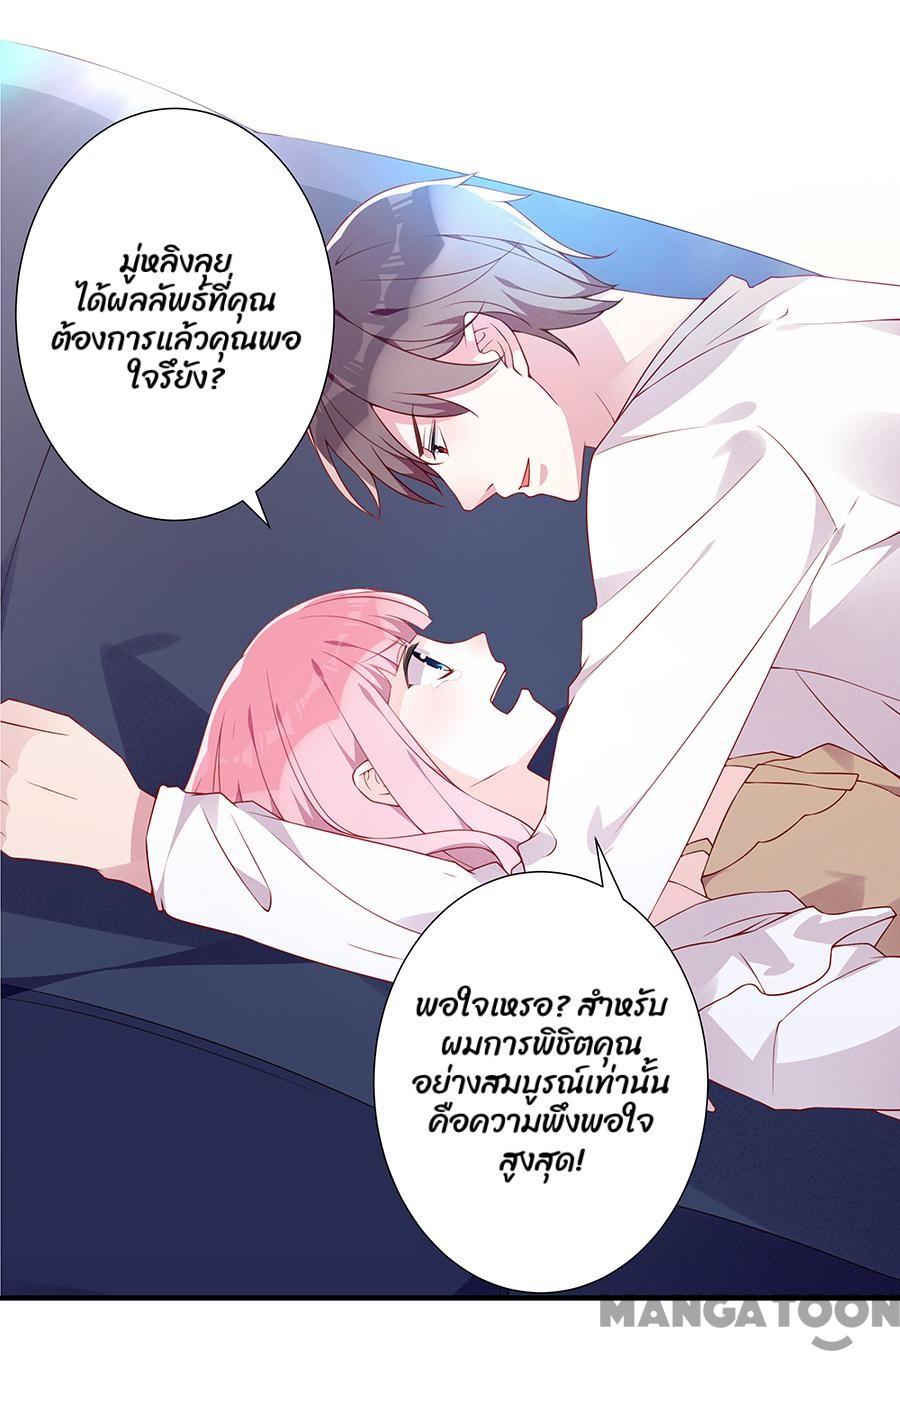 มู่หลิงลุย
ได้ผลลัพธ์ที่คุณ
ต้องการแล้วคุณพอ
ใจรึยัง?
พอใจเหรอ? สำหรับ
ผมการพิชิตคุณ
อย่างสมบูรณ์เท่านั้น
คือความพึงพอใจ
สูงสุด!
MANGATOON